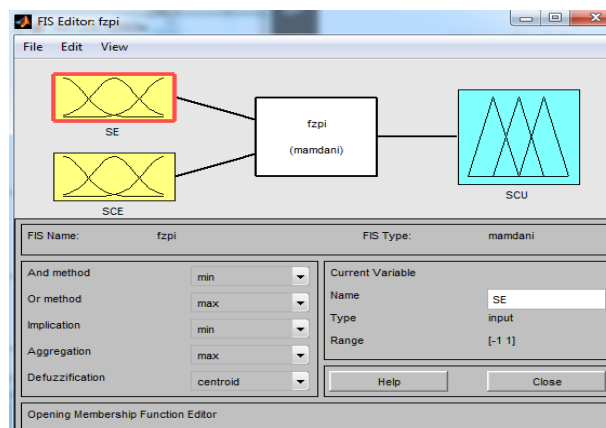 FIS Editor: fzpi
File Edit View
SE
SCE
fzpi
(mamdani)
SCU
FIS Name: fzpi FIS Type: mamdani
And method min
Or method max
Implication min
Aggregation max
Defuzzification centroid
Current Variable
Name SE
Type input
Range [-1 1]
Help Close
Opening Membership Function Editor